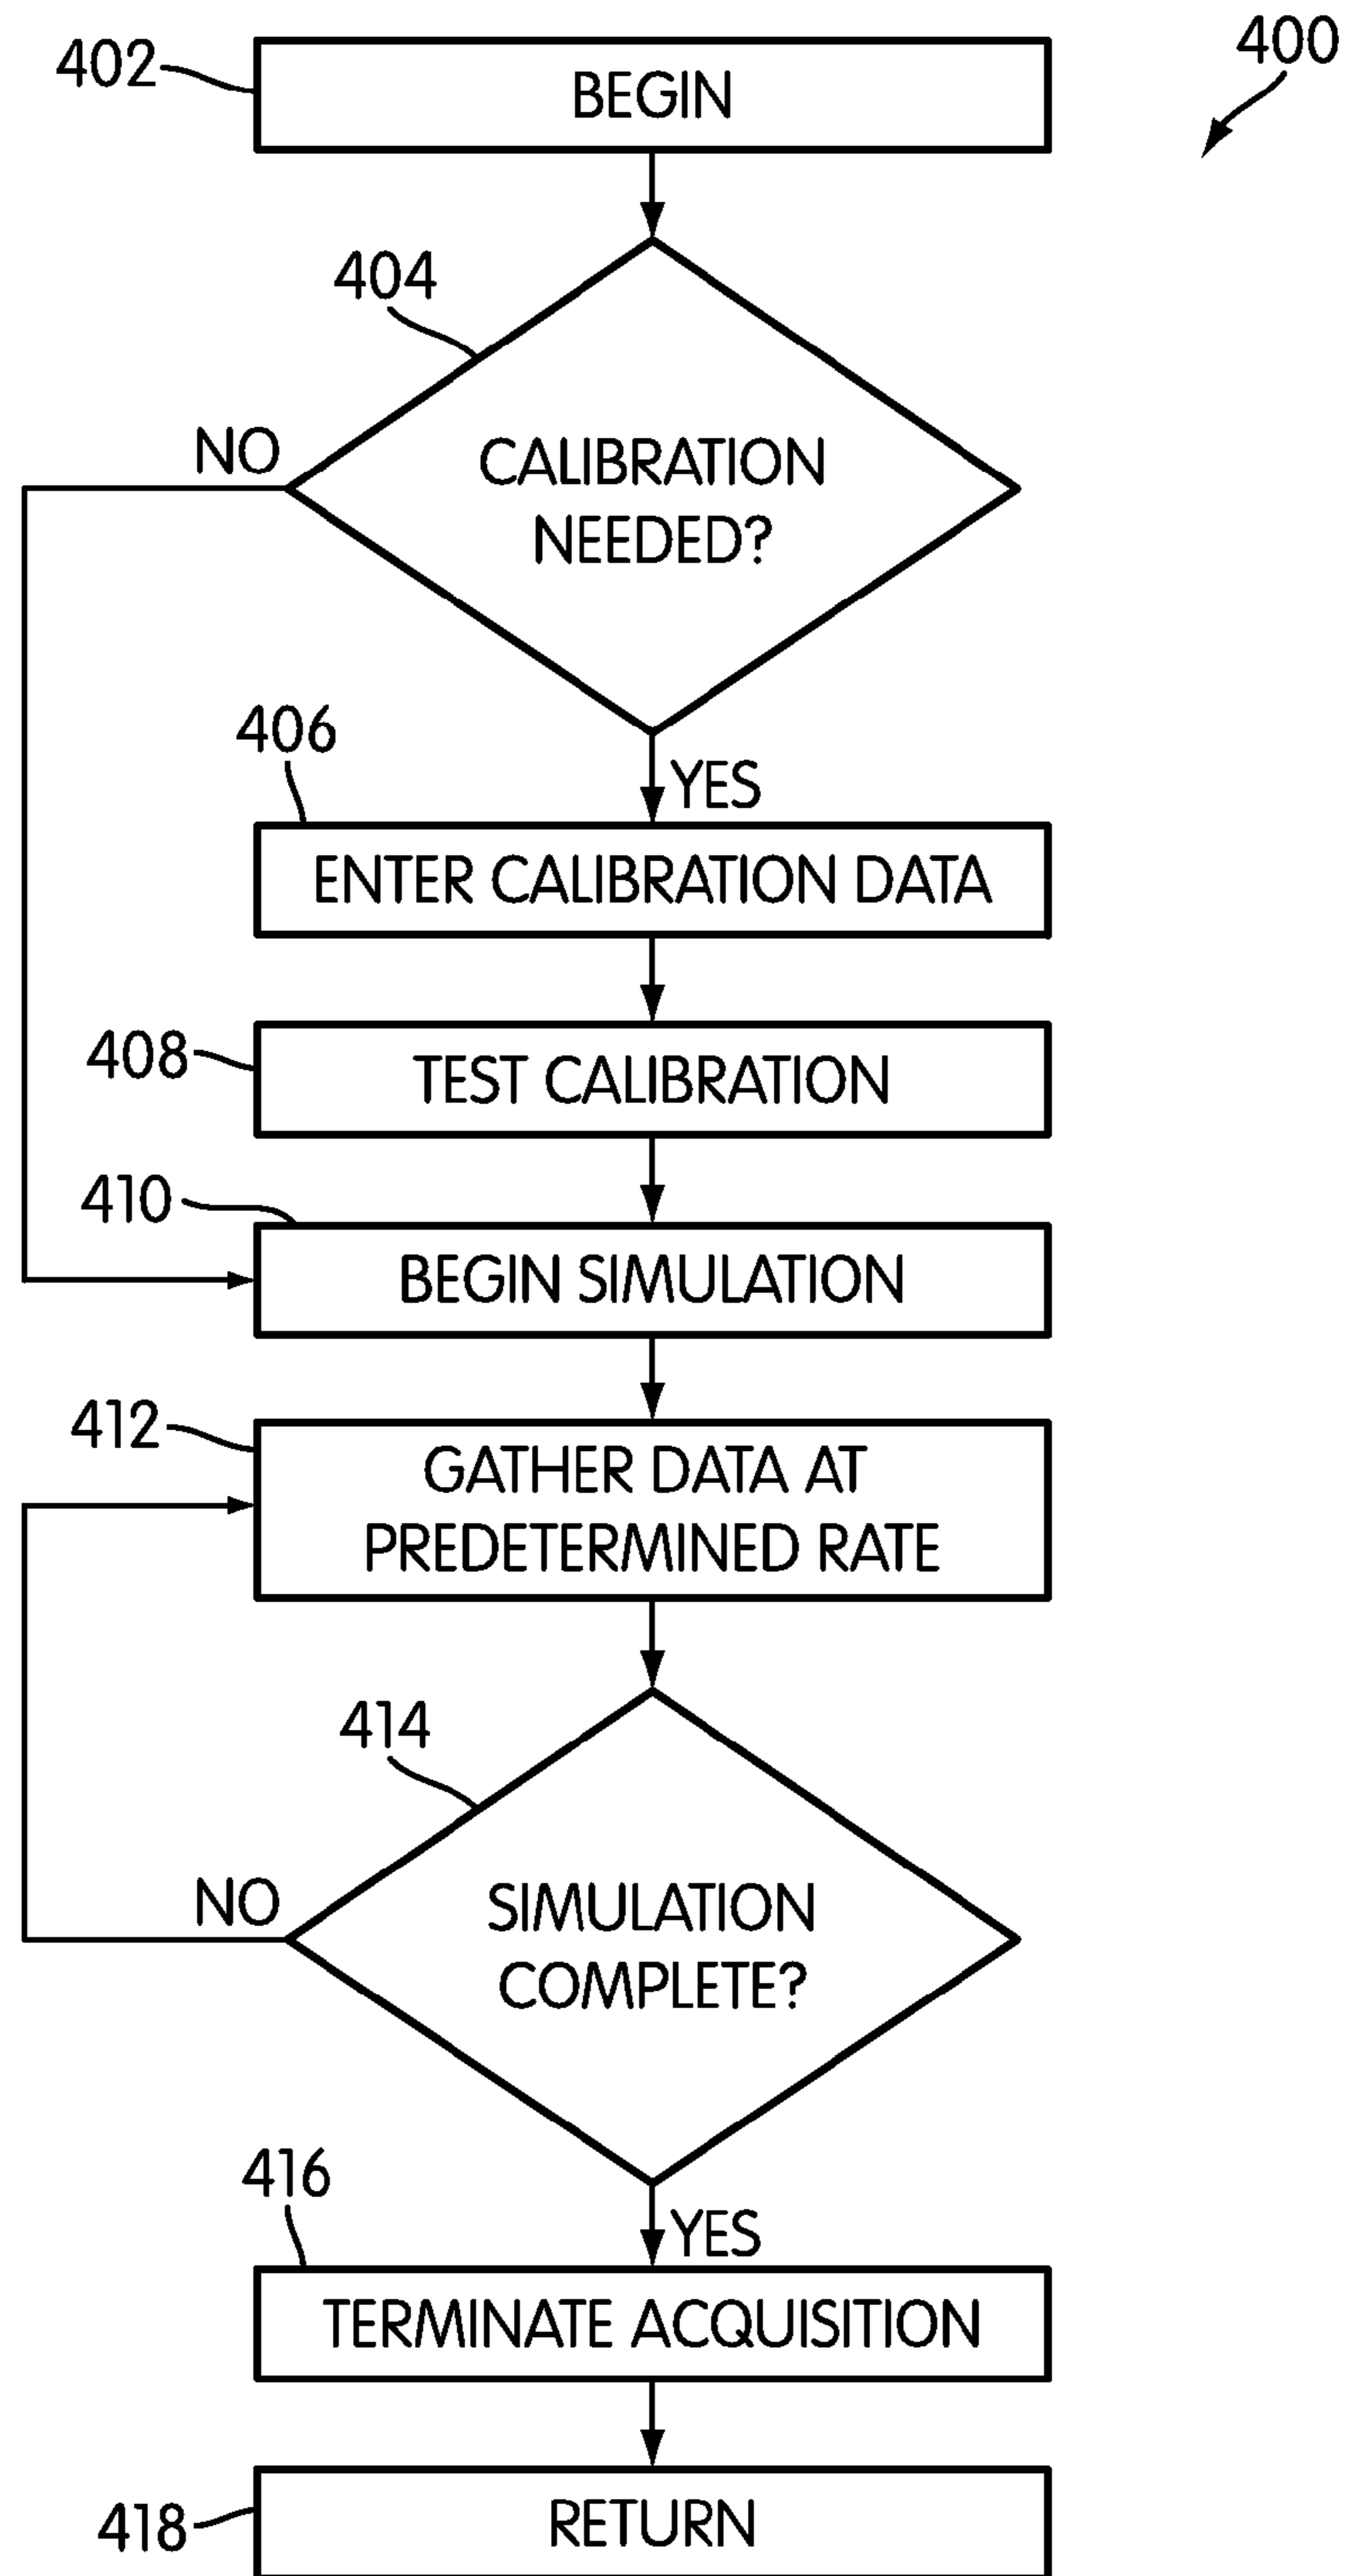 400
402
BEGIN
404
NO
CALIBRATION
NEEDED?
406
YES
ENTER CALIBRATION DATA
408
TEST CALIBRATION
410
BEGIN SIMULATION
412
GATHER DATA AT
PREDETERMINED RATE
414
NO
SIMULATION
COMPLETE?
416
YES
TERMINATE ACQUISITION
418
RETURN